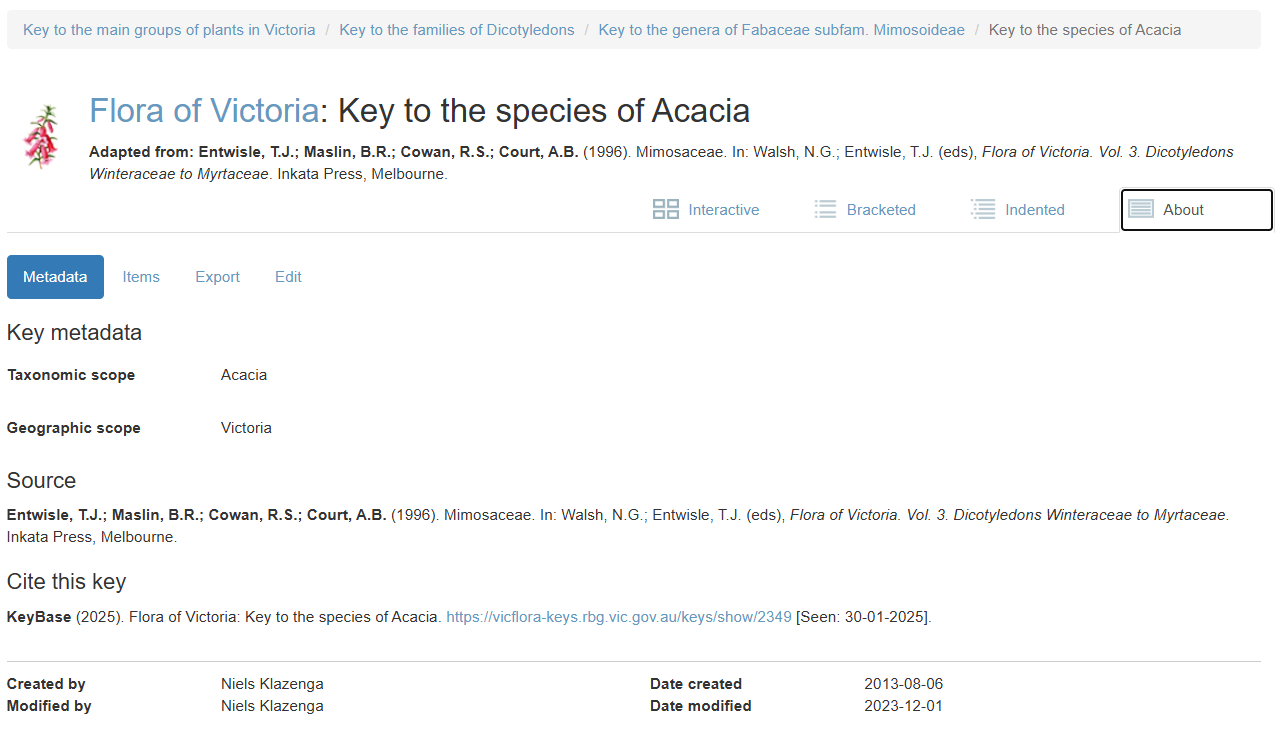 Key to the main groups of plants in Victoria / Key to the families of Dicotyledons / Key to the genera of Fabaceae subfam. Mimosoideae / Key to the species of Acacia
Flora of Victoria: Key to the species of Acacia
Adapted from: Entwisle, T.J.; Maslin, B.R.; Cowan, R.S.; Court, A.B. (1996). Mimosaceae. In: Walsh, N.G.; Entwisle, T.J. (eds), Flora of Victoria. Vol. 3. Dicotyledons
Winteraceae to Myrtaceae. Inkata Press, Melbourne.
Interactive Bracketed Indented About
Metadata Items Export Edit
Key metadata
Taxonomic scope Acacia
Geographic scope Victoria
Source
Entwisle, T.J.; Maslin, B.R.; Cowan, R.S.; Court, A.B. (1996). Mimosaceae. In: Walsh, N.G.; Entwisle, T.J. (eds), Flora of Victoria. Vol. 3. Dicotyledons Winteraceae to Myrtaceae.
Inkata Press, Melbourne.
Cite this key
KeyBase (2025). Flora of Victoria: Key to the species of Acacia. https://vicflora-keys.rbg.vic.gov.au/keys/show/2349 [Seen: 30-01-2025].
Created by Niels Klazenga Date created 2013-08-06
Modified by Niels Klazenga Date modified 2023-12-01